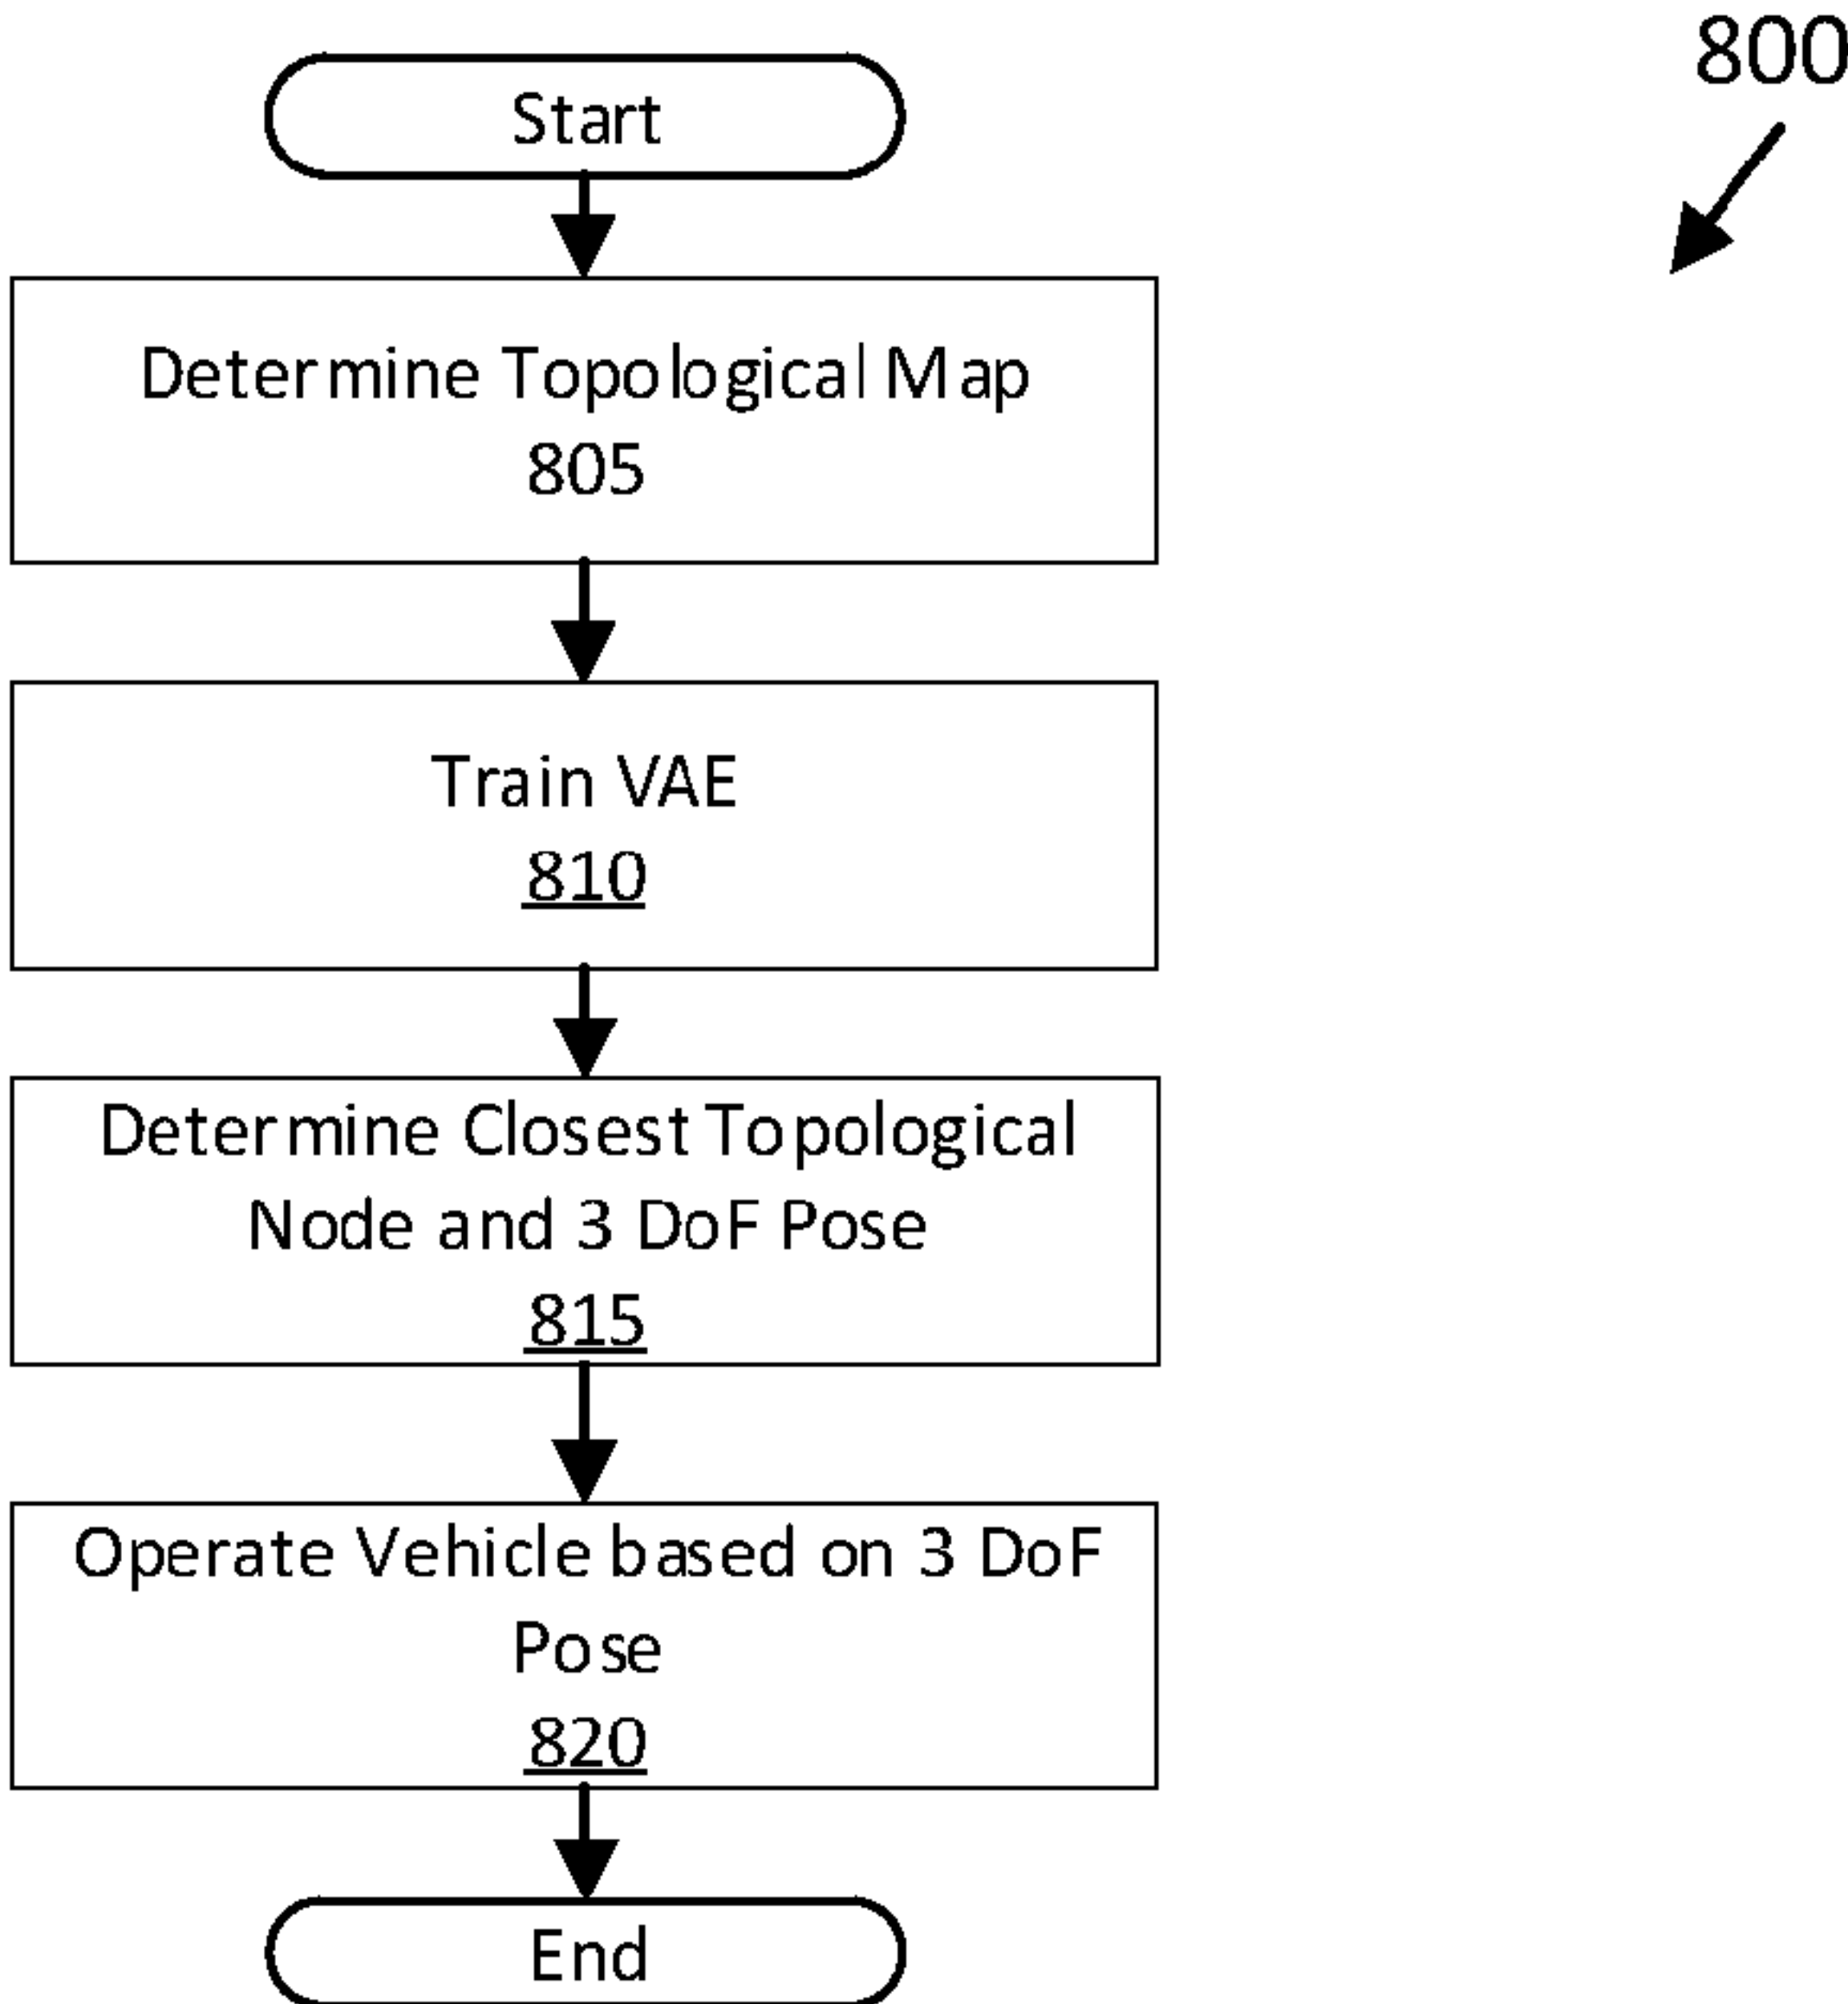 800
Start
Determine Topological Map
805
Train VAE
810
Determine Closest Topological
Node and 3 DoF Pose
815
Operate Vehicle based on 3 DoF
Pose
820
End